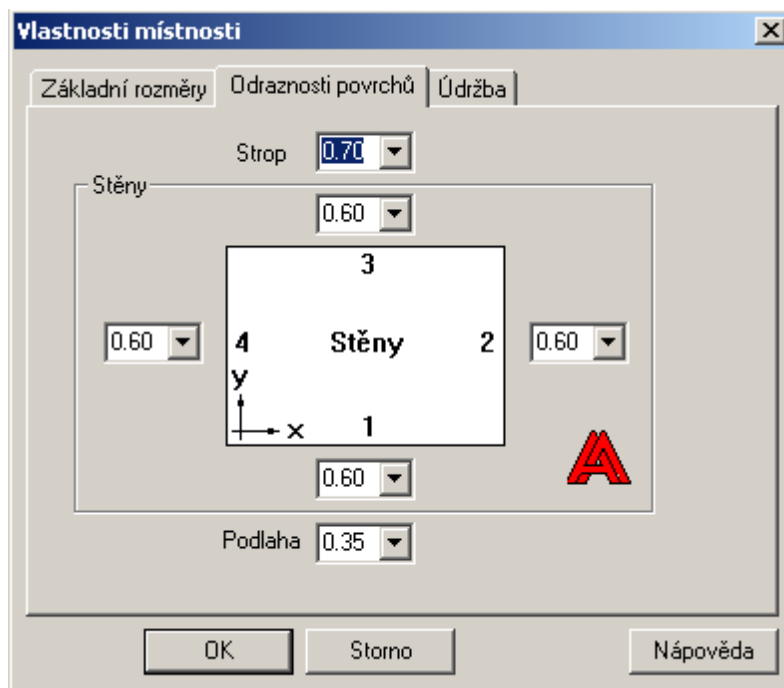 Vlastnosti místnosti
Základní rozměry Odraznosti povrchů Údržba
Strop 0.70
Stěny
0.60
3
0.60 4 Stěny 2 0.60
y
x 1
0.60
Podlaha 0.35
OK Storno Nápověda